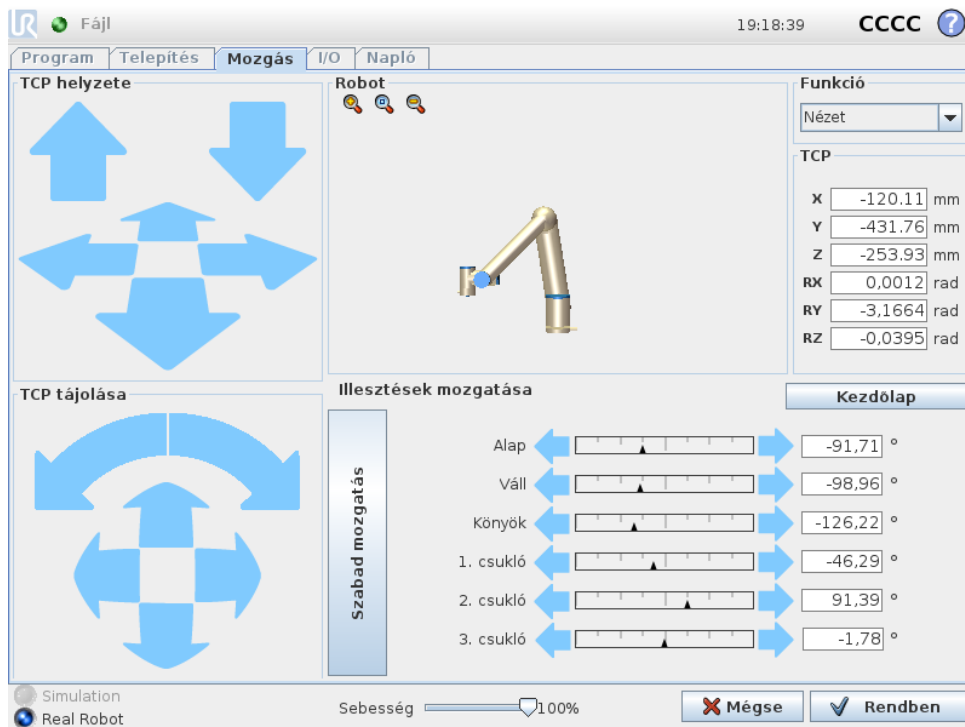 UR Fájl 19:18:39 CCCC ?
Program Telepítés Mozgás I/O Napló
TCP helyzete
Robot
Funkció
Nézet
TCP
X -120.11 mm
Y -431.76 mm
Z -253.93 mm
RX 0,0012 rad
RY -3,1664 rad
RZ -0,0395 rad
TCP tájolása
Illesztések mozgatása
Kezdőlap
Szabad mozgatás
Alap -91,71 °
Váll -98,96 °
Könyök -126,22 °
1. csukló -46,29 °
2. csukló 91,39 °
3. csukló -1,78 °
Simulation
Real Robot
Sebesség 100%
Mégse
Rendben